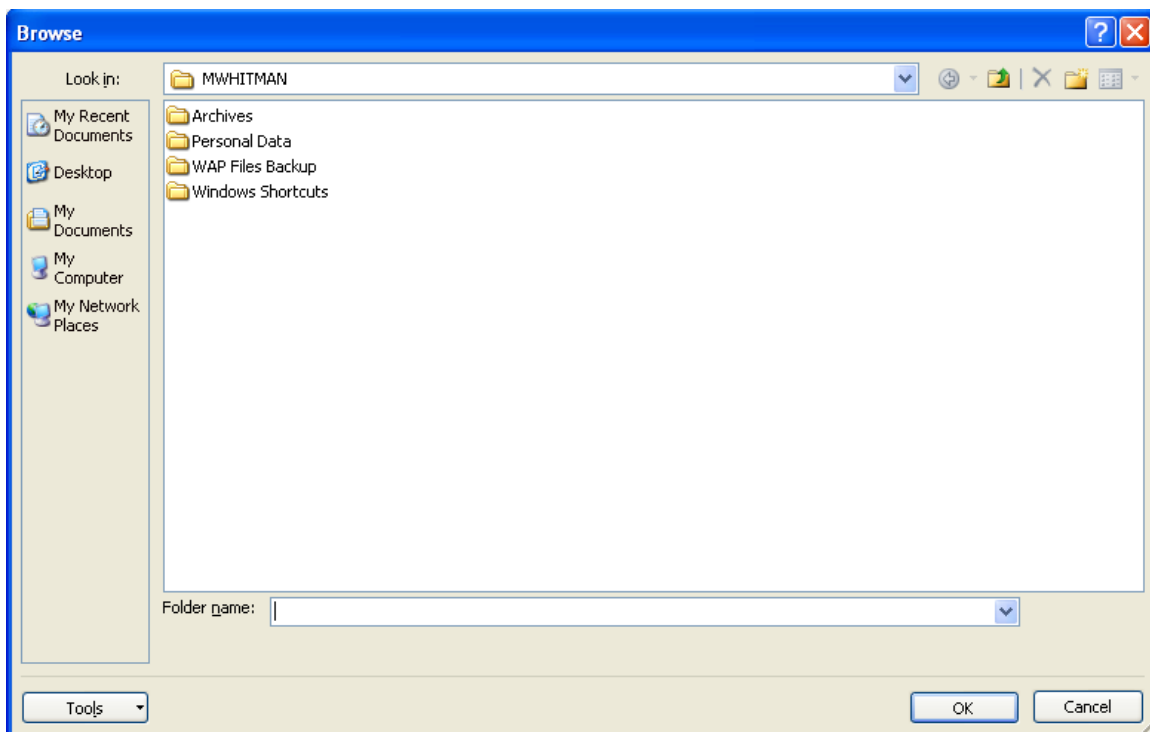 Browse
Look in:
MWHITMAN
My Recent
Documents
Desktop
My
Documents
My
Computer
My Network
Places
Archives
Personal Data
WAP Files Backup
Windows Shortcuts
Folder name:
Tools
OK
Cancel